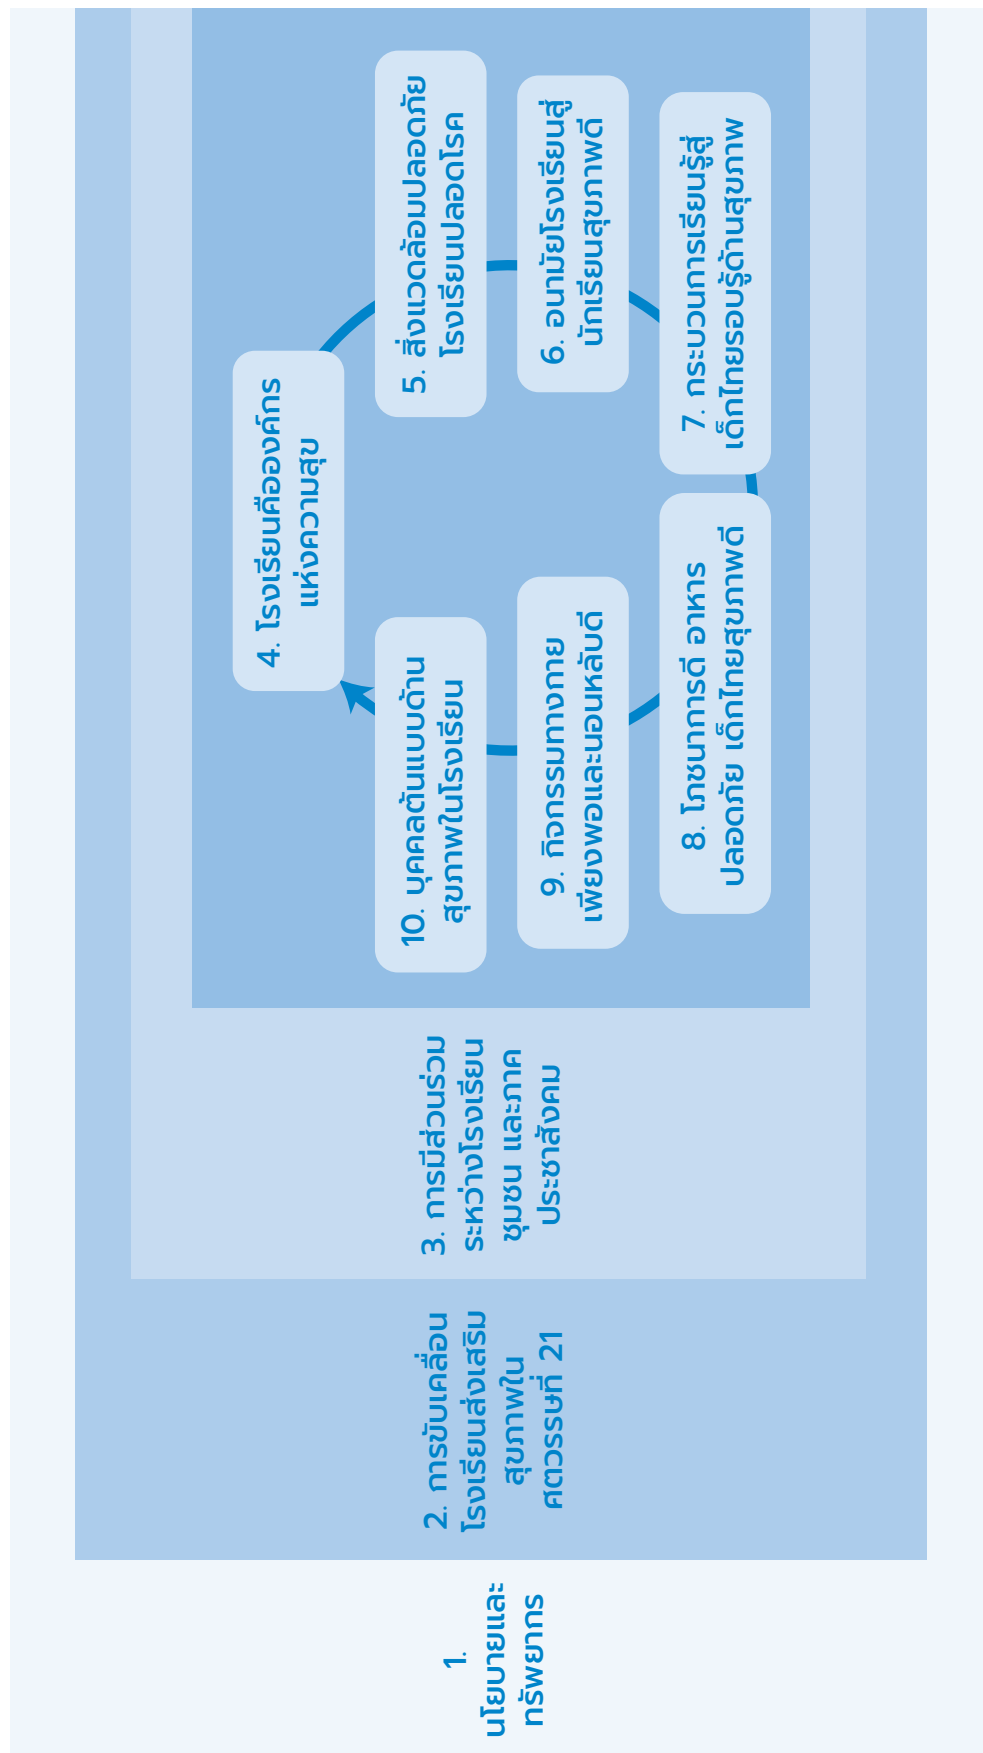 1.
นโยบายและ
ทรัพยากร
2. การขับเคลื่อน
โรงเรียนส่งเสริม
สุขภาพใน
ศตวรรษที่ 21
3. การมีส่วนร่วม
ระหว่างโรงเรียน
ชุมชน และภาค
ประชาสังคม
4. โรงเรียนคือองค์กร
แห่งความสุข
5. สิ่งแวดล้อมปลอดภัย
โรงเรียนปลอดโรค
6. อนามัยโรงเรียนสู่
นักเรียนสุขภาพดี
7. กระบวนการเรียนรู้สู่
เด็กไทยรอบรู้ด้านสุขภาพ
8. โภชนาการดี อาหาร
ปลอดภัย เด็กไทยสุขภาพดี
9. กิจกรรมทางกาย
เพียงพอและนอนหลับดี
10. บุคคลต้นแบบด้าน
สุขภาพในโรงเรียน